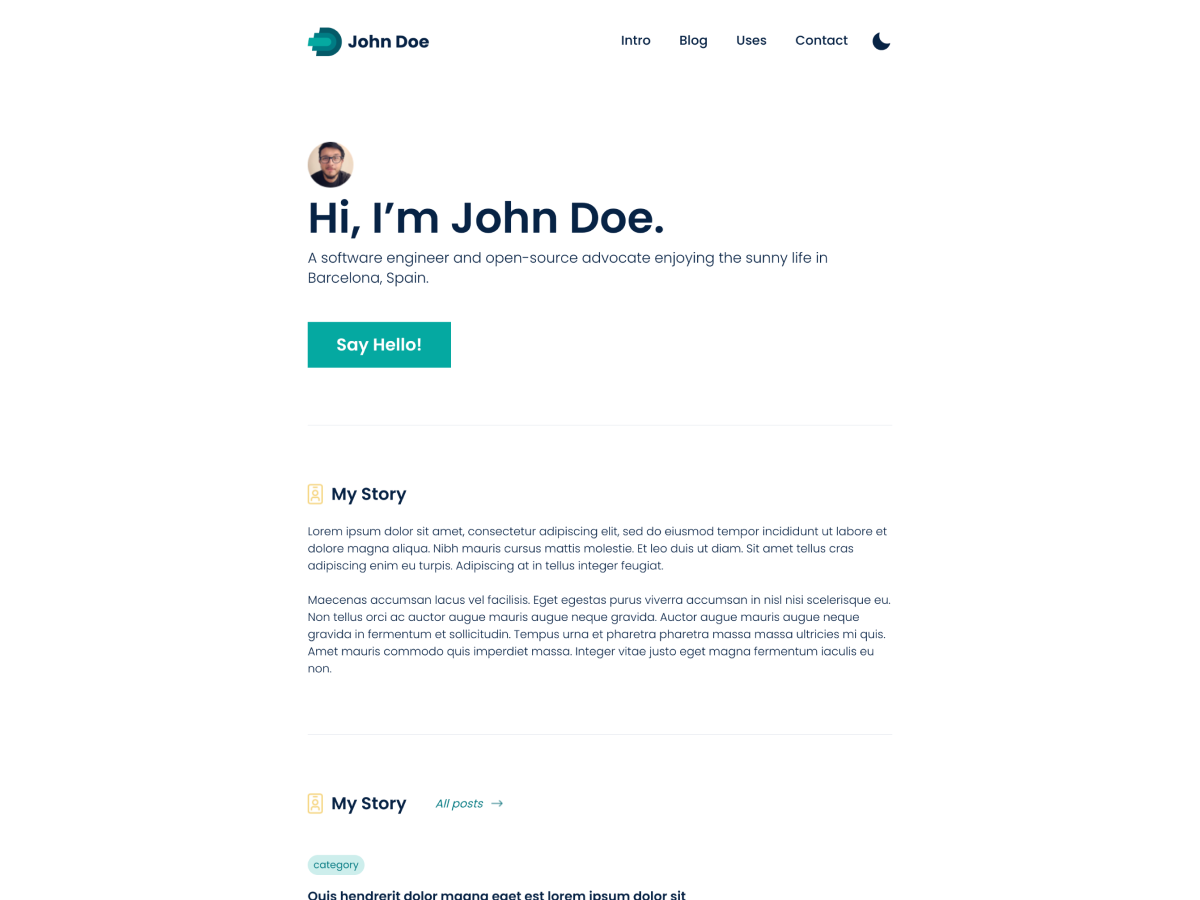 John Doe
Intro
Blog
Uses
Contact
Hi, I’m John Doe.
A software engineer and open-source advocate enjoying the sunny life in
Barcelona, Spain.
Say Hello!
My Story
Lorem ipsum dolor sit amet, consectetur adipiscing elit, sed do eiusmod tempor incididunt ut labore et
dolore magna aliqua. Nibh mauris cursus mattis molestie. Et leo duis ut diam. Sit amet tellus cras
adipiscing enim eu turpis. Adipiscing at in tellus integer feugiat.
Maecenas accumsan lacus vel facilisis. Eget egestas purus viverra accumsan in nisl nisi scelerisque eu.
Non tellus orci ac auctor augue mauris augue neque gravida. Auctor augue mauris augue neque
gravida in fermentum et sollicitudin. Tempus urna et pharetra pharetra massa massa ultricies mi quis.
Amet mauris commodo quis imperdiet massa. Integer vitae justo eget magna fermentum iaculis eu
non.
My Story
All posts →
category
Quis hendrerit dolor magna eget est lorem ipsum dolor sit